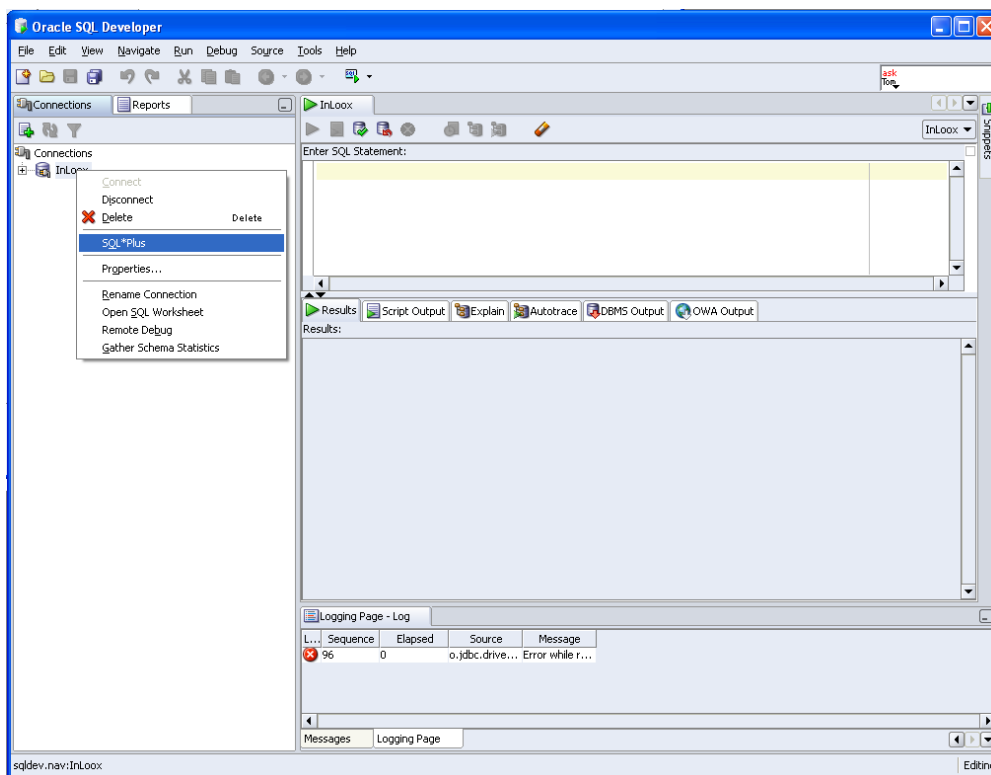 Oracle SQL Developer
File Edit View Navigate Run Debug Source Tools Help
ask
Tom
Connections Reports
InLoox
InLoox
Snippets
Connections
Enter SQL Statement:
InLoox
Connect
Disconnect
Delete Delete
SQL*Plus
Properties...
Rename Connection
Open SQL Worksheet
Remote Debug
Gather Schema Statistics
Results Script Output Explain Autotrace DBMS Output OWA Output
Results:
Logging Page - Log
L... Sequence Elapsed Source Message
96 0 o.jdbc.drive... Error while r...
Messages Logging Page
sqldev.nav:InLoox Editin